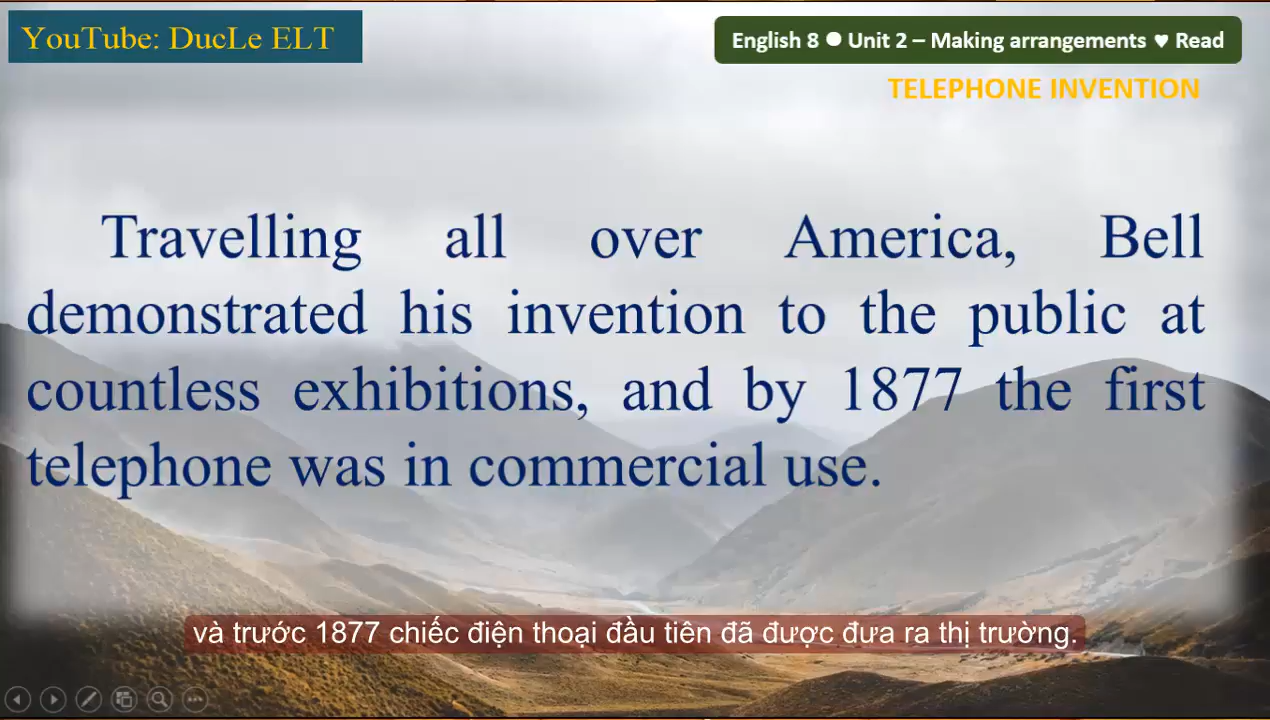 YouTube: DucLe ELT
English 8 ● Unit 2 – Making arrangements ♥ Read
TELEPHONE INVENTION
Travelling all over America, Bell
demonstrated his invention to the public at
countless exhibitions, and by 1877 the first
telephone was in commercial use.
và trước 1877 chiếc điện thoại đầu tiên đã được đưa ra thị trường.